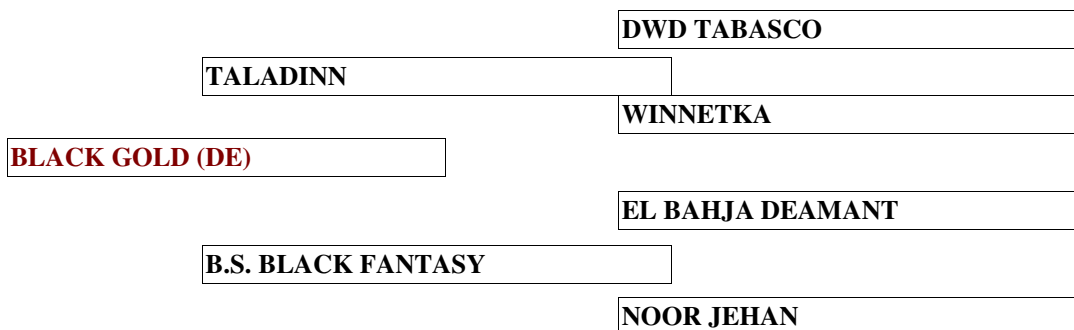 DWD TABASCO
TALADINN
WINNETKA
BLACK GOLD (DE)
EL BAHJA DEAMANT
B.S. BLACK FANTASY
NOOR JEHAN